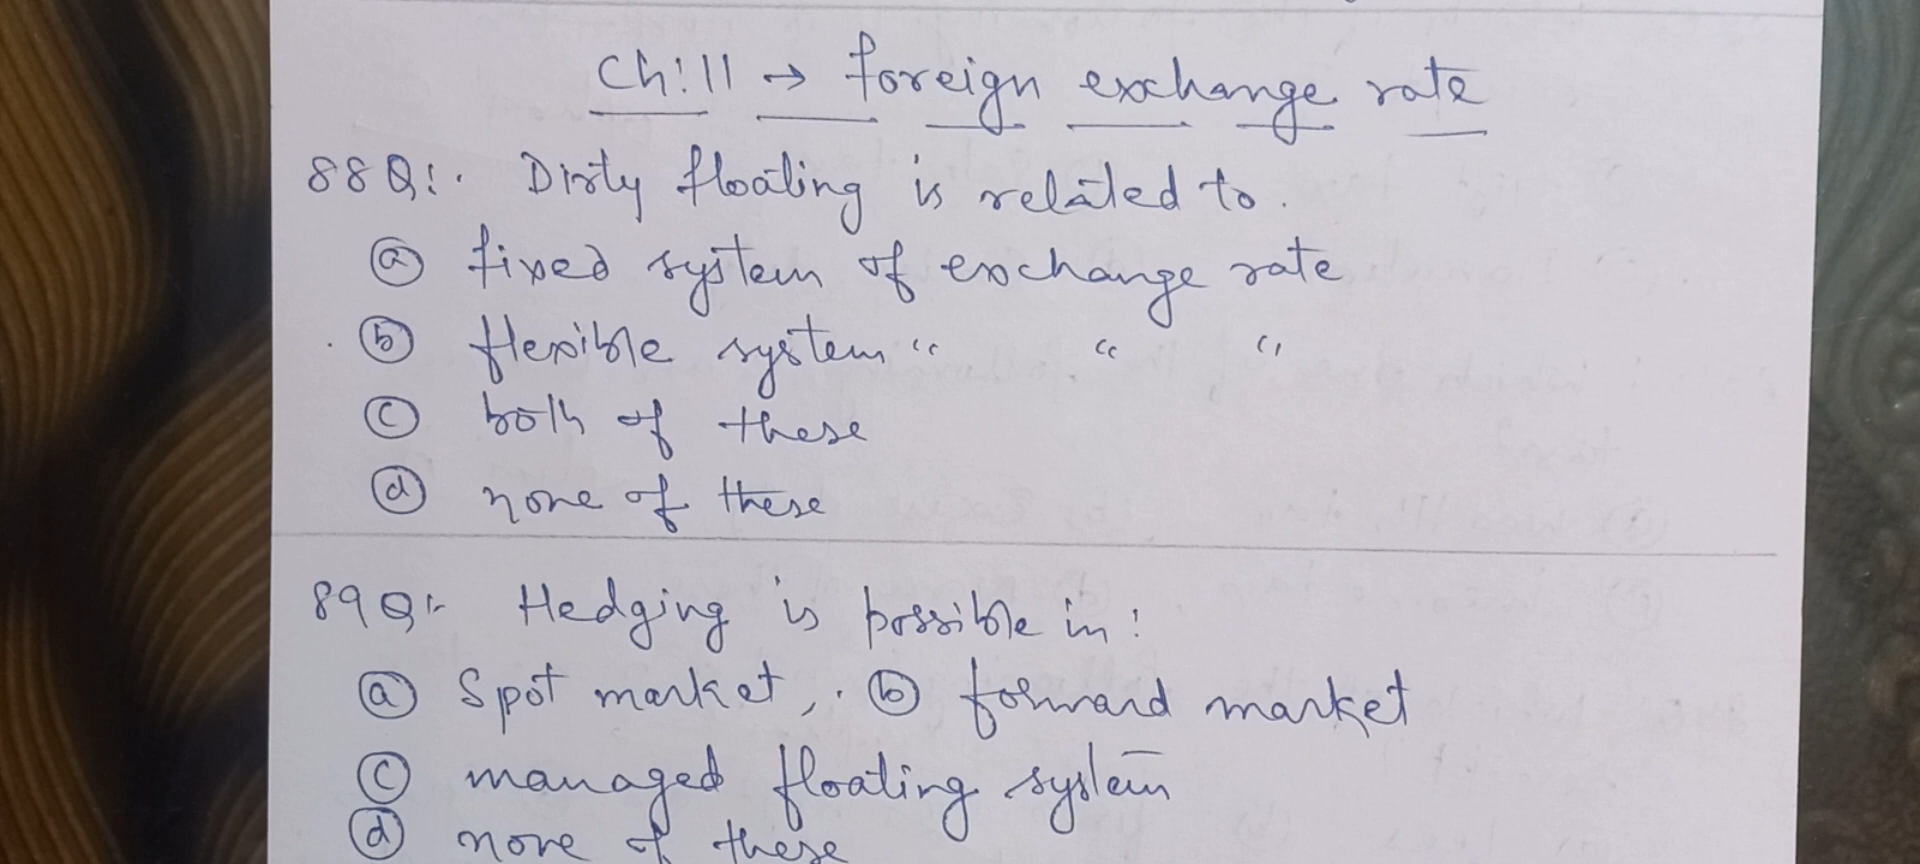 Ch:11 → foreign exchange rate
88Q:. Dirty floating is related to.
(a) fixed system of exchange rate
(b) flexible system " " "
(c) both of these
(d) none of these
89Q:- Hedging is possible in:
(a) Spot market, . (b) forward market
(c) managed floating system
(d) none of these